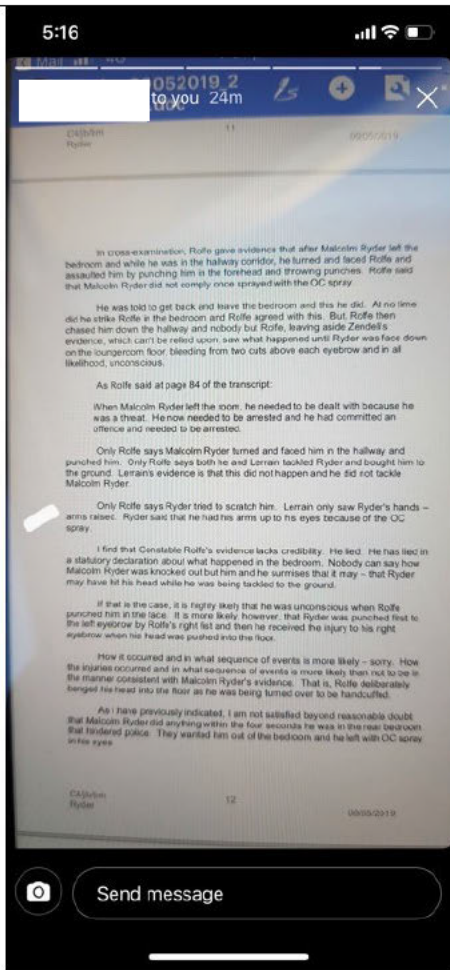 5:16
Mail
052019_2
to you 24m
doc
11
Ryder
In cross-examination, Rolfe gave evidence that after Malcolm Ryder left the
bedroom and while he was in the hallway corridor, he turned and faced Rolfe and
assaulted him by punching him in the forehead and throwing punches. Rolfe said
that Malcolm Ryder did not comply once sprayed with the OC spray.
He was told to get back and leave the bedroom and this he did. At no time
did he strike Rolfe in the bedroom and Rolfe agreed with this. But, Rolfe then
chased him down the hallway and nobody but Rolfe, leaving aside Zendell's
evidence, which can't be relied upon, saw what happened until Ryder was face down
on the loungeroom floor, bleeding from two cuts above each eyebrow and in all
likelihood, unconscious.
As Rolfe said at page 84 of the transcript:
When Malcolm Ryder left the room, he needed to be dealt with because he
was a threat. He now needed to be arrested and he had committed an
offence and needed to be arrested.
Only Rolfe says Malcolm Ryder turned and faced him in the hallway and
punched him. Only Rolfe says both he and Lerrain tackled Ryder and bought him to
the ground. Lerrain's evidence is that this did not happen and he did not tackle
Malcolm Ryder.
Only Rolfe says Ryder tried to scratch him. Lerrain only saw Ryder's hands –
arms raised. Ryder said that he had his arms up to his eyes because of the OC
spray.
I find that Constable Rolfe's evidence lacks credibility. He lied. He has lied in
a statutory declaration about what happened in the bedroom. Nobody can say how
Malcolm Ryder was knocked out but him and he surmises that it may – that Ryder
may have hit his head while he was being tackled to the ground.
If that is the case, it is highly likely that he was unconscious when Rolfe
punched him in the face. It is more likely however, that Ryder was punched first to
the left eyebrow by Rolfe's right fist and then he received the injury to his right
eyebrow when his head was pushed into the floor.
How it occurred and in what sequence of events is more likely – sorry. How
the injuries occurred and in what sequence of events is more likely than not to be in
the manner consistent with Malcolm Ryder's evidence. That is, Rolfe deliberately
banged his head into the floor as he was being turned over to be handcuffed.
As I have previously indicated, I am not satisfied beyond reasonable doubt
that Malcolm Ryder did anything within the four seconds he was in the rear bedroom
that hindered police. They wanted him out of the bedroom and he left with OC spray
in his eyes.
Ryder
12
Send message